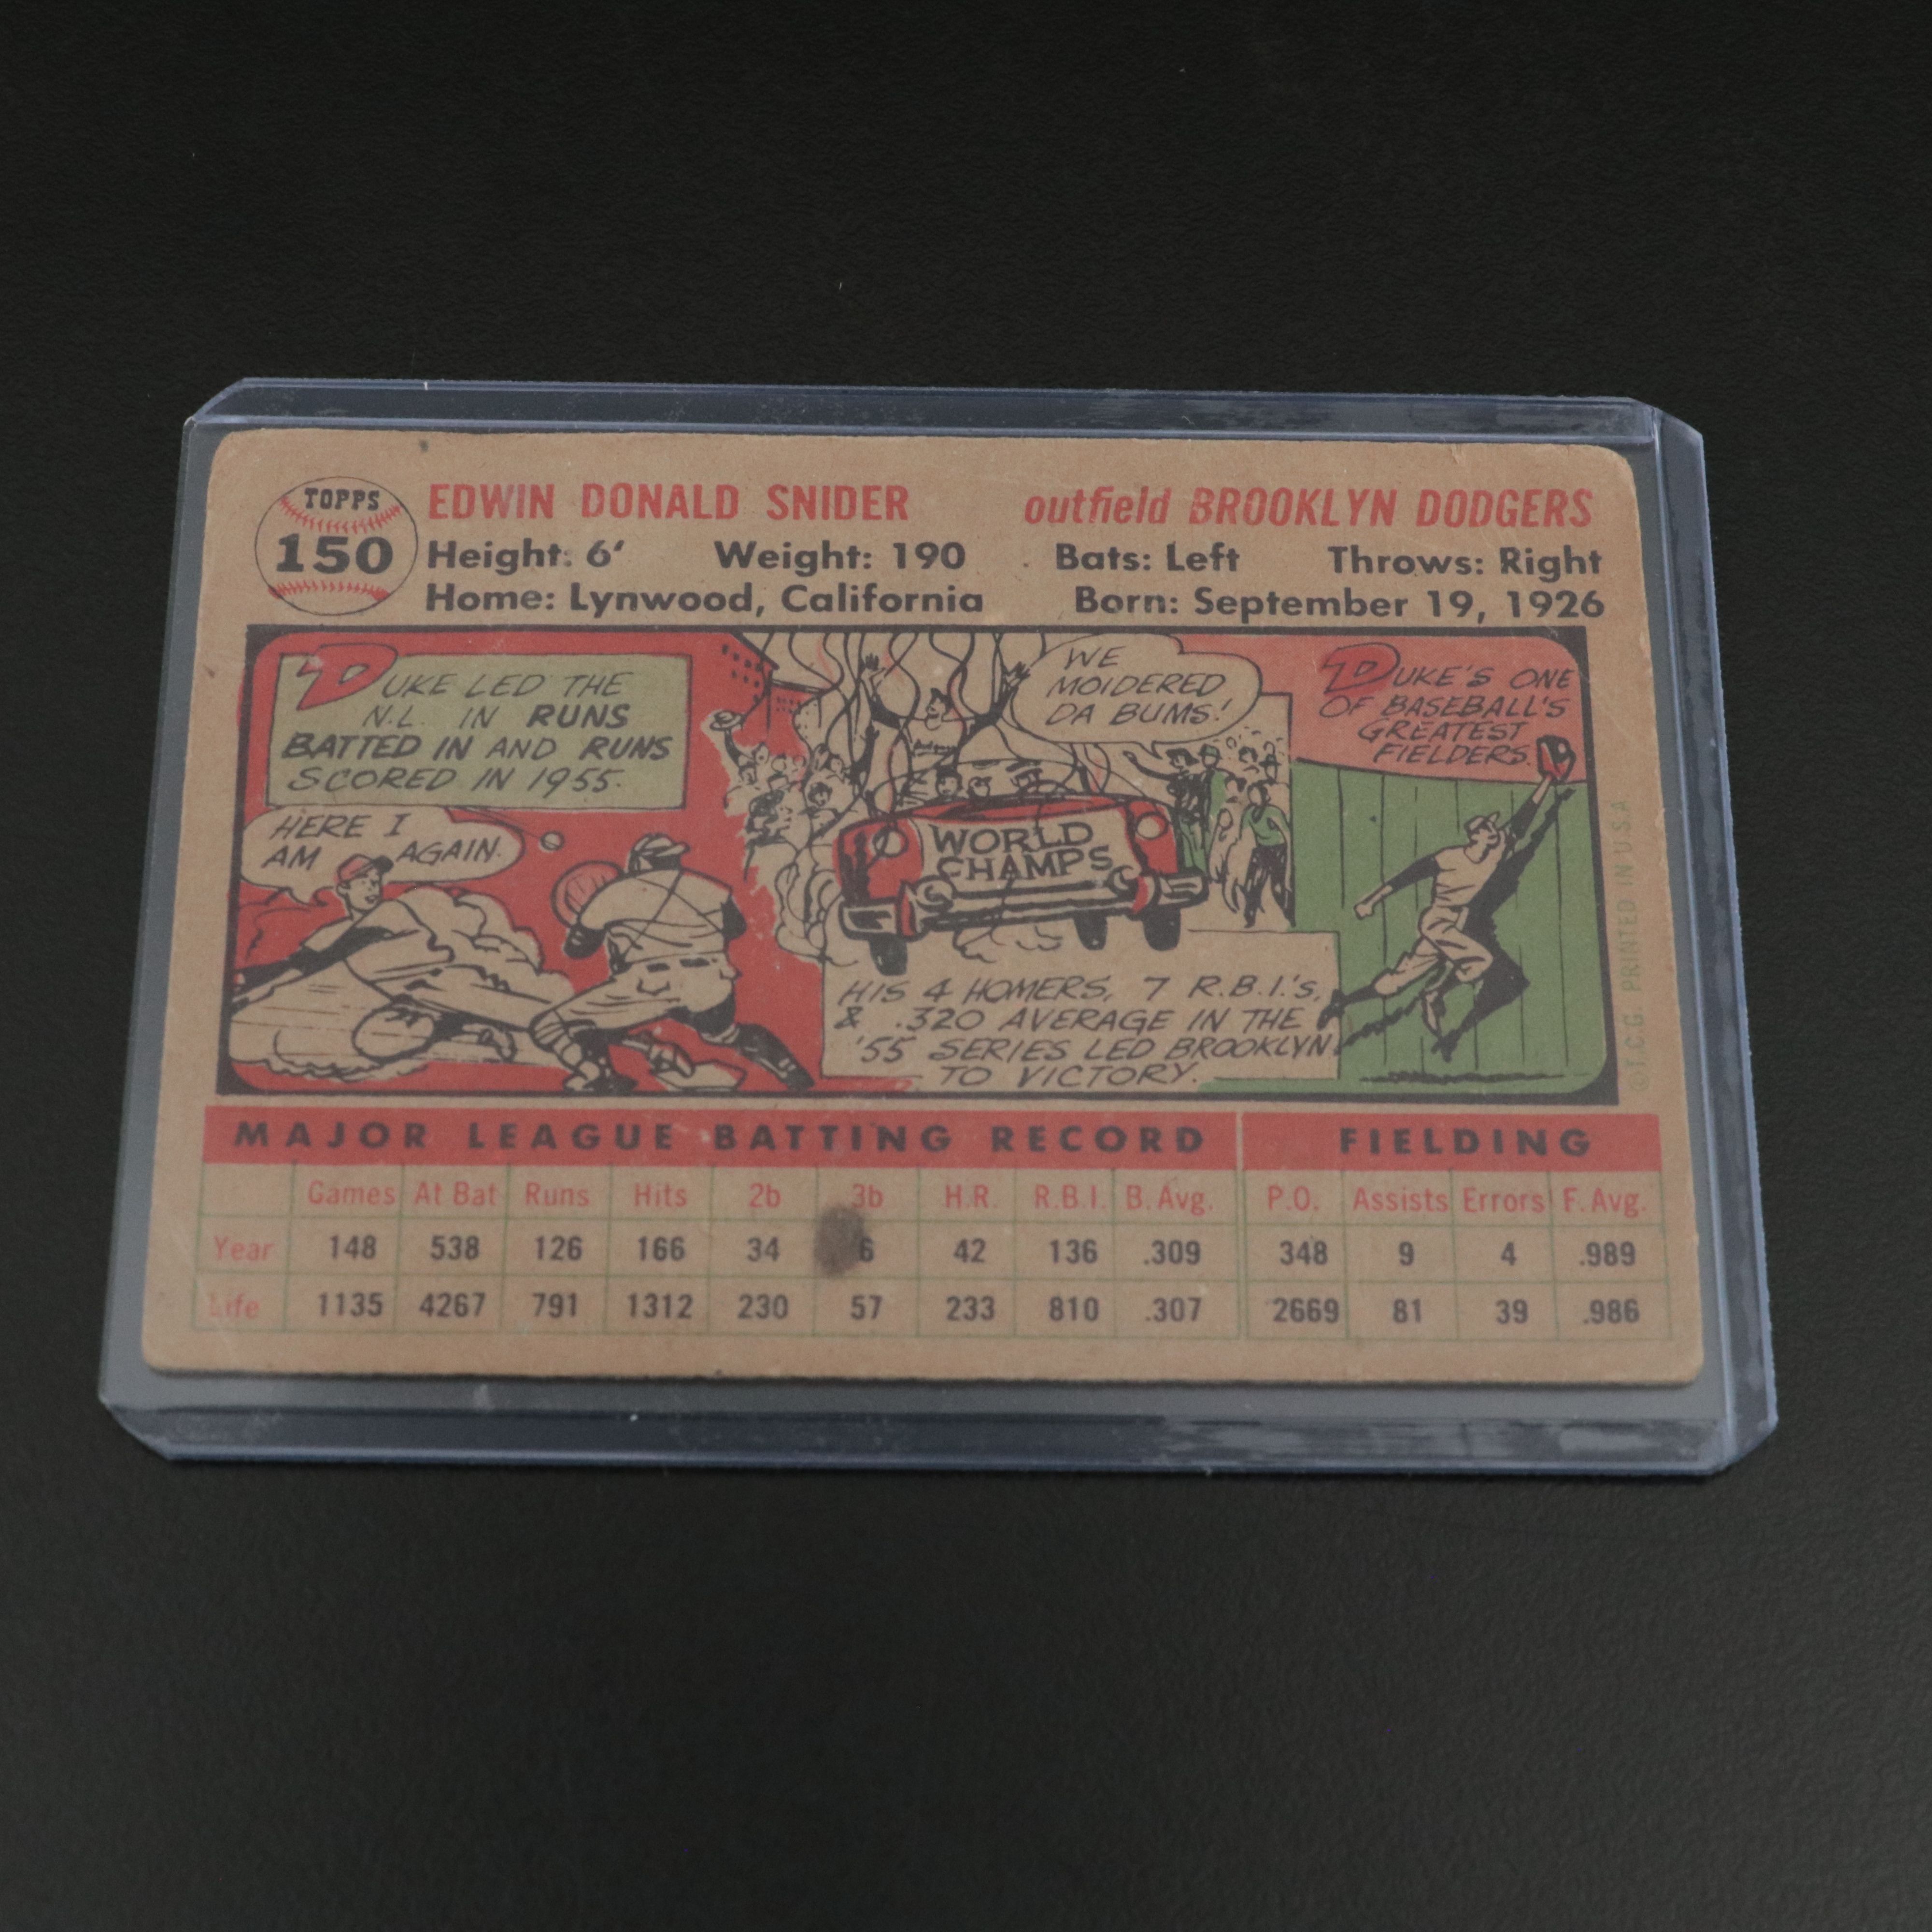 TOPPS
150
EDWIN DONALD SNIDER outfield BROOKLYN DODGERS
Height: 6' Weight: 190 Bats: Left Throws: Right
Home: Lynwood, California Born: September 19, 1926
DUKE LED THE
N.L. IN RUNS
BATTED IN AND RUNS
SCORED IN 1955.
HERE I
AM AGAIN.
WE
MOIDERED
DA BUMS!
WORLD
CHAMPS
HIS 4 HOMERS, 7 R.B.I.'s,
& .320 AVERAGE IN THE
'55 SERIES LED BROOKLYN
TO VICTORY.
DUKE'S ONE
OF BASEBALL'S
GREATEST
FIELDERS.
B
©T.C.G. PRINTED IN U.S.A
MAJOR LEAGUE BATTING RECORD FIELDING
Games At Bat Runs Hits 2b 3b H.R. R.B.I. B. Avg. P.O. Assists Errors F. Avg.
Year 148 538 126 166 34 6 42 136 .309 348 9 4 .989
Life 1135 4267 791 1312 230 57 233 810 .307 2669 81 39 .986